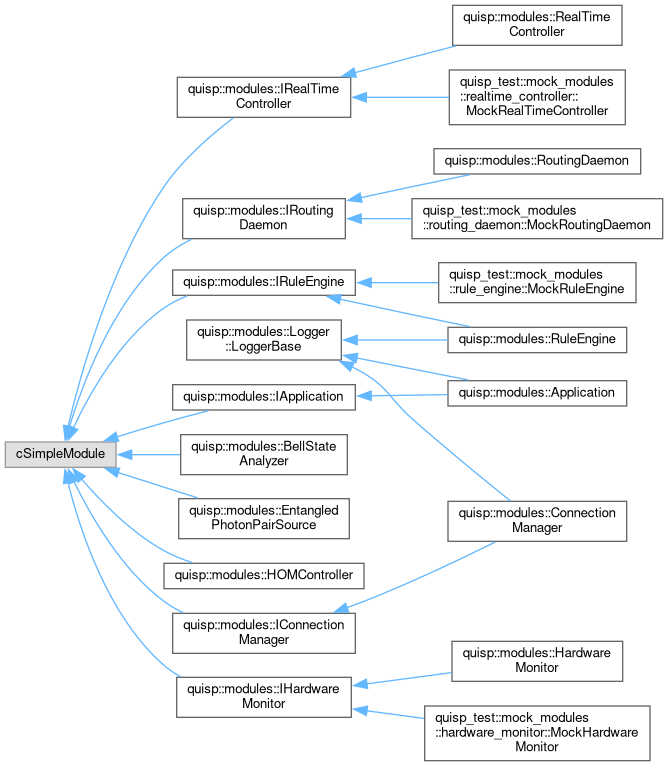 quisp::modules::RealTime
Controller
quisp::modules::IRealTime
Controller
quisp_test::mock_modules
::realtime_controller::
MockRealTimeController
quisp::modules::RoutingDaemon
quisp::modules::IRouting
Daemon
quisp_test::mock_modules
::routing_daemon::MockRoutingDaemon
quisp::modules::IRuleEngine
quisp_test::mock_modules
::rule_engine::MockRuleEngine
quisp::modules::Logger
::LoggerBase
quisp::modules::RuleEngine
quisp::modules::IApplication
quisp::modules::Application
cSimpleModule
quisp::modules::BellState
Analyzer
quisp::modules::Entangled
PhotonPairSource
quisp::modules::Connection
Manager
quisp::modules::HOMController
quisp::modules::IConnection
Manager
quisp::modules::Hardware
Monitor
quisp::modules::IHardware
Monitor
quisp_test::mock_modules
::hardware_monitor::MockHardware
Monitor